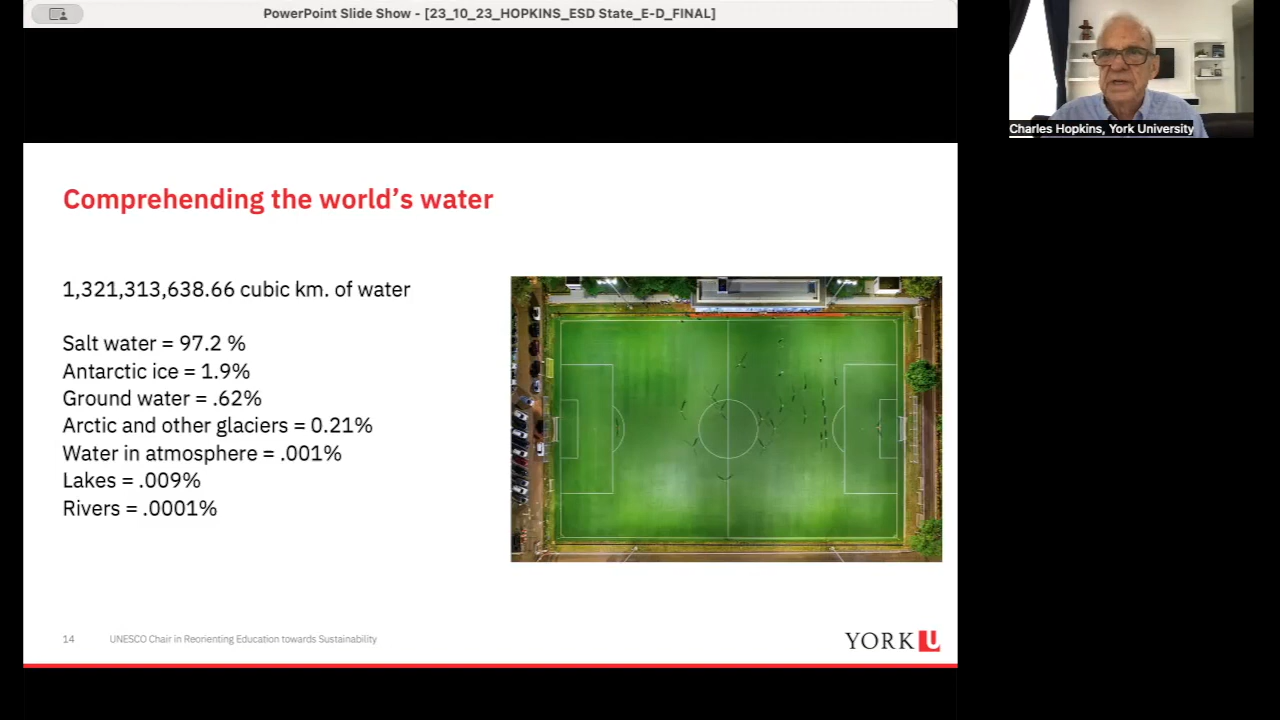 PowerPoint Slide Show - [23_10_23_HOPKINS_ESD State_E-D_FINAL]
Charles Hopkins, York University
Comprehending the world’s water
1,321,313,638.66 cubic km. of water
Salt water = 97.2 %
Antarctic ice = 1.9%
Ground water = .62%
Arctic and other glaciers = 0.21%
Water in atmosphere = .001%
Lakes = .009%
Rivers = .0001%
14 UNESCO Chair in Reorienting Education towards Sustainability
YORK U